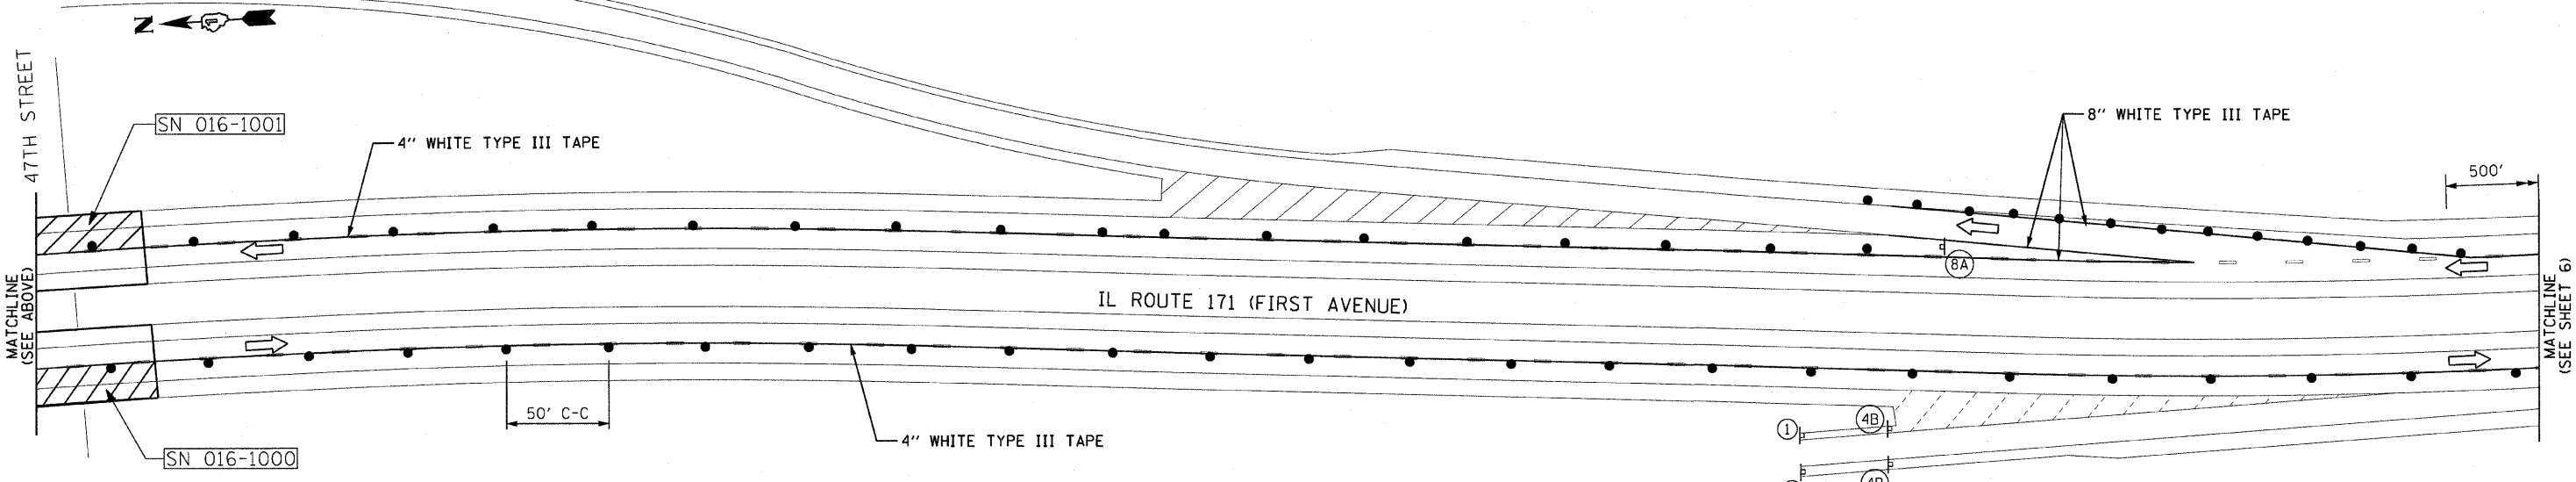 N
47TH STREET
SN 016-1001
4" WHITE TYPE III TAPE
8" WHITE TYPE III TAPE
500'
8A
MATCHLINE
(SEE ABOVE)
IL ROUTE 171 (FIRST AVENUE)
MATCHLINE
(SEE SHEET 6)
50' C-C
4" WHITE TYPE III TAPE
1
4B
SN 016-1000
4B